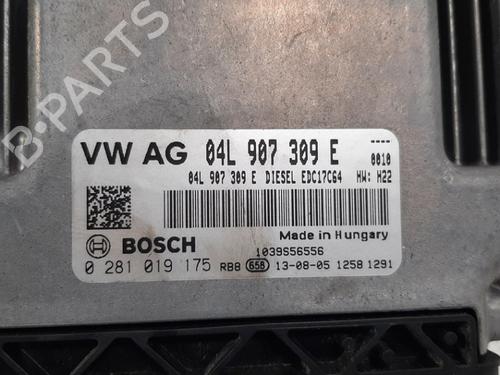 VW AG 04L 907 309 E ---- 0010
04L 907 309 E DIESEL EDC17C64 HW: H22
Made in Hungary
BOSCH 1039S56556
0 281 019 175 RB8 656 13-08-05 1258 1291
B-PARTS